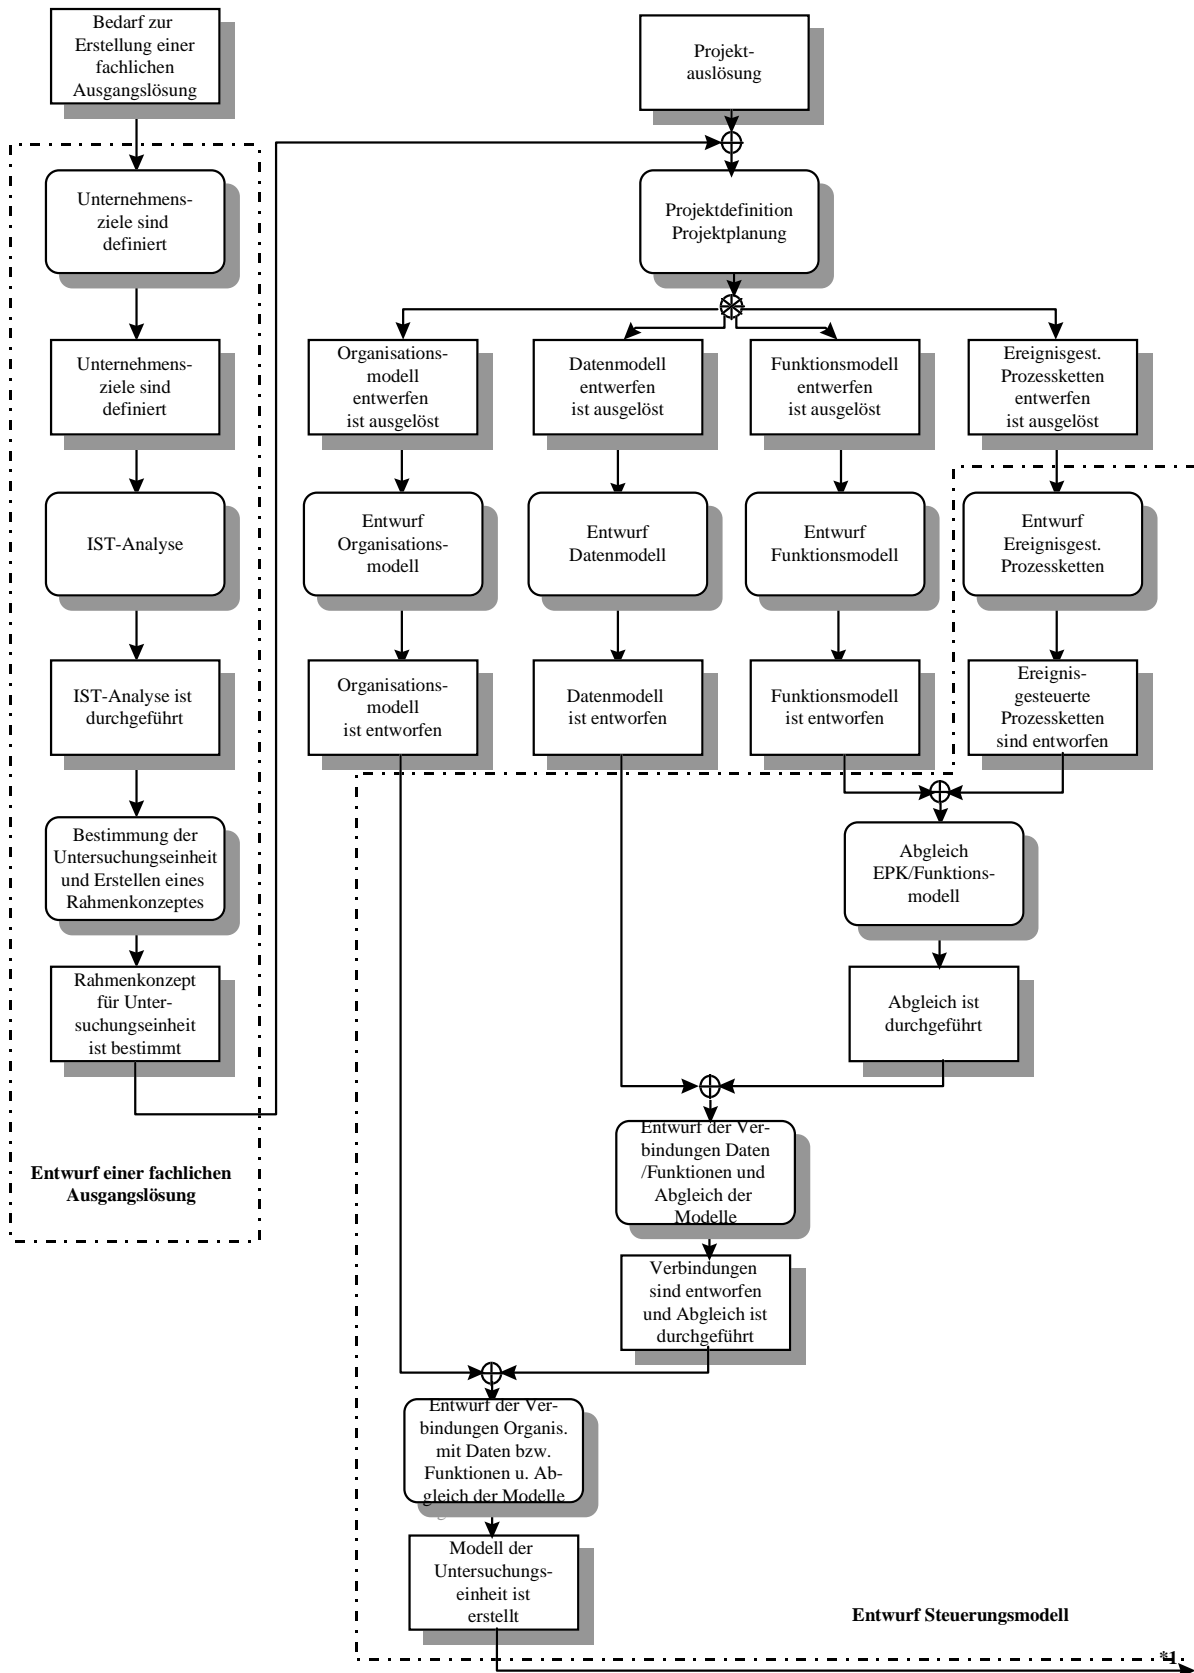 Bedarf zur
Erstellung einer
fachlichen
Ausgangslösung
Unternehmens-
ziele sind
definiert
Unternehmens-
ziele sind
definiert
IST-Analyse
IST-Analyse ist
durchgeführt
Bestimmung der
Untersuchungseinheit
und Erstellen eines
Rahmenkonzeptes
Rahmenkonzept
für Unter-
suchungseinheit
ist bestimmt
Entwurf einer fachlichen
Ausgangslösung
Projekt-
auslösung
Projektdefinition
Projektplanung
Organisations-
modell
entwerfen
ist ausgelöst
Datenmodell
entwerfen
ist ausgelöst
Funktionsmodell
entwerfen
ist ausgelöst
Ereignisgest.
Prozessketten
entwerfen
ist ausgelöst
Entwurf
Organisations-
modell
Entwurf
Datenmodell
Entwurf
Funktionsmodell
Entwurf
Ereignisgest.
Prozessketten
Organisations-
modell
ist entworfen
Datenmodell
ist entworfen
Funktionsmodell
ist entworfen
Ereignis-
gesteuerte
Prozessketten
sind entworfen
Abgleich
EPK/Funktions-
modell
Abgleich ist
durchgeführt
Entwurf der Ver-
bindungen Daten
/Funktionen und
Abgleich der
Modelle
Verbindungen
sind entworfen
und Abgleich ist
durchgeführt
Entwurf der Ver-
bindungen Organis.
mit Daten bzw.
Funktionen u. Ab-
gleich der Modelle
Modell der
Untersuchungs-
einheit ist
erstellt
Entwurf Steuerungsmodell
*1